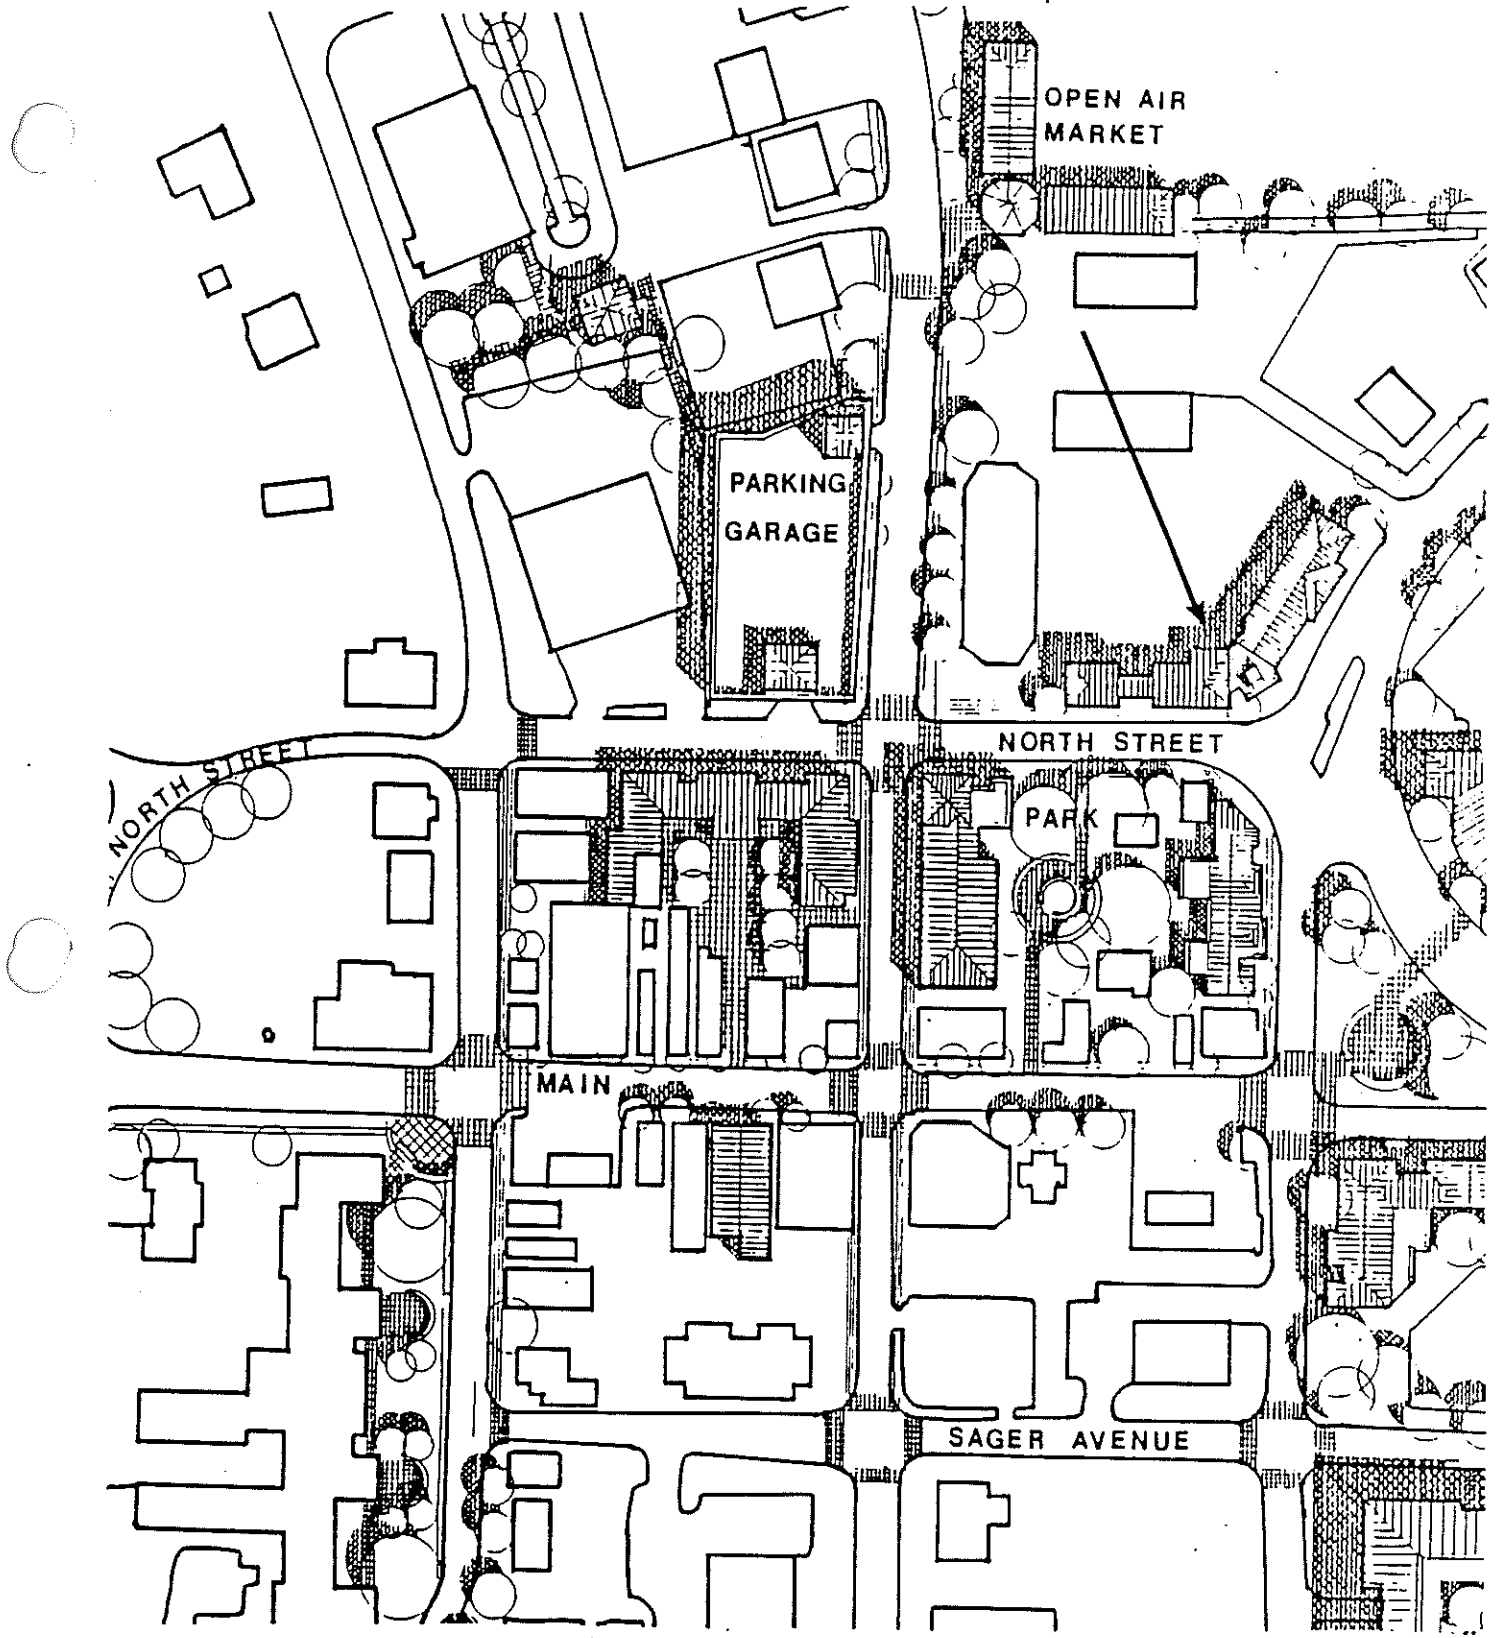 OPEN AIR
MARKET
PARKING
GARAGE
NORTH STREET
NORTH STREET
PARK
MAIN
SAGER AVENUE